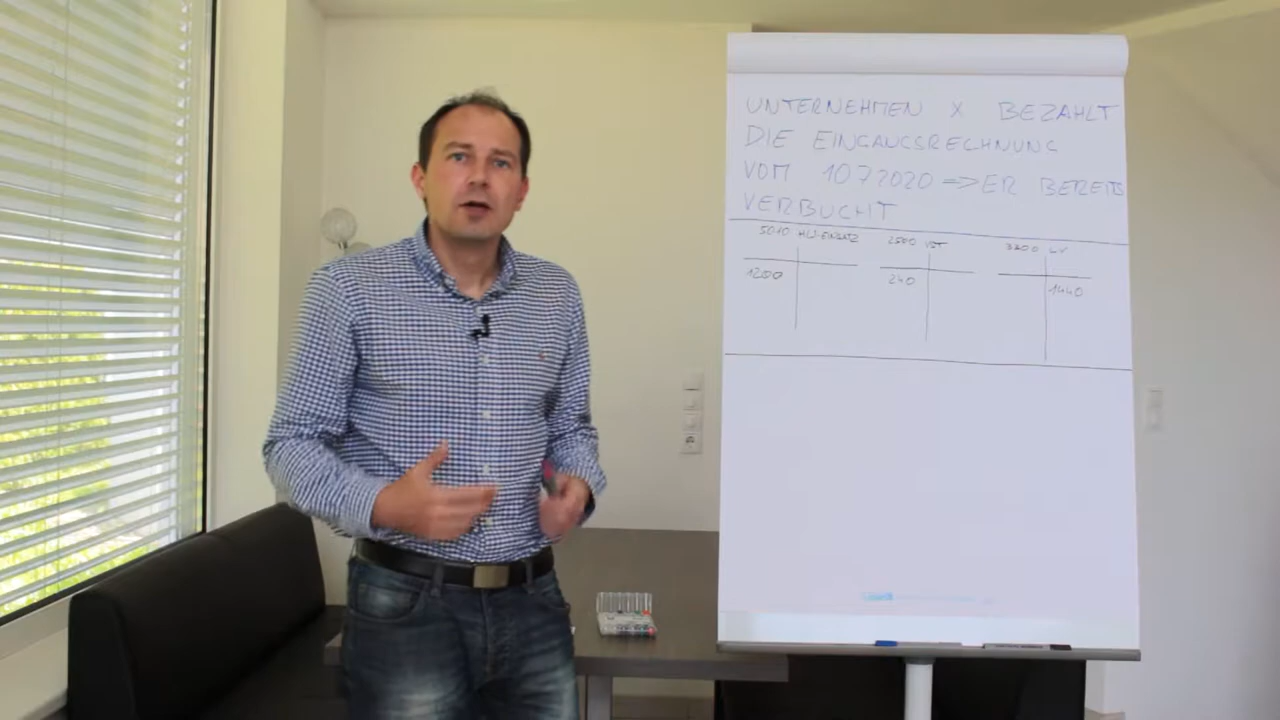 UNTERNEHMEN X BEZAHLT
DIE EINGANGSRECHNUNG
VOM 10 7 2020 => ER BEREITS
VERBUCHT
5010 HW-EINSATZ 2500 VST 3300 LV
1200 240 1440